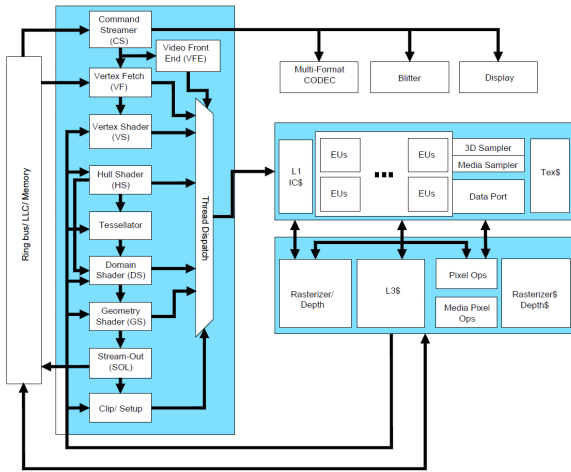 Ring bus/ LLC/ Memory
Command
Streamer
(CS)
Video Front
End (VFE)
Vertex Fetch
(VF)
Vertex Shader
(VS)
Hull Shader
(HS)
Tessellator
Domain
Shader (DS)
Geometry
Shader (GS)
Stream-Out
(SOL)
Clip/ Setup
Thread Dispatch
Multi-Format
CODEC
Blitter
Display
L1
IC$
EUs
EUs
EUs
EUs
3D Sampler
Media Sampler
Data Port
Tex$
Rasterizer/
Depth
L3$
Pixel Ops
Media Pixel
Ops
Rasterizer$
Depth$